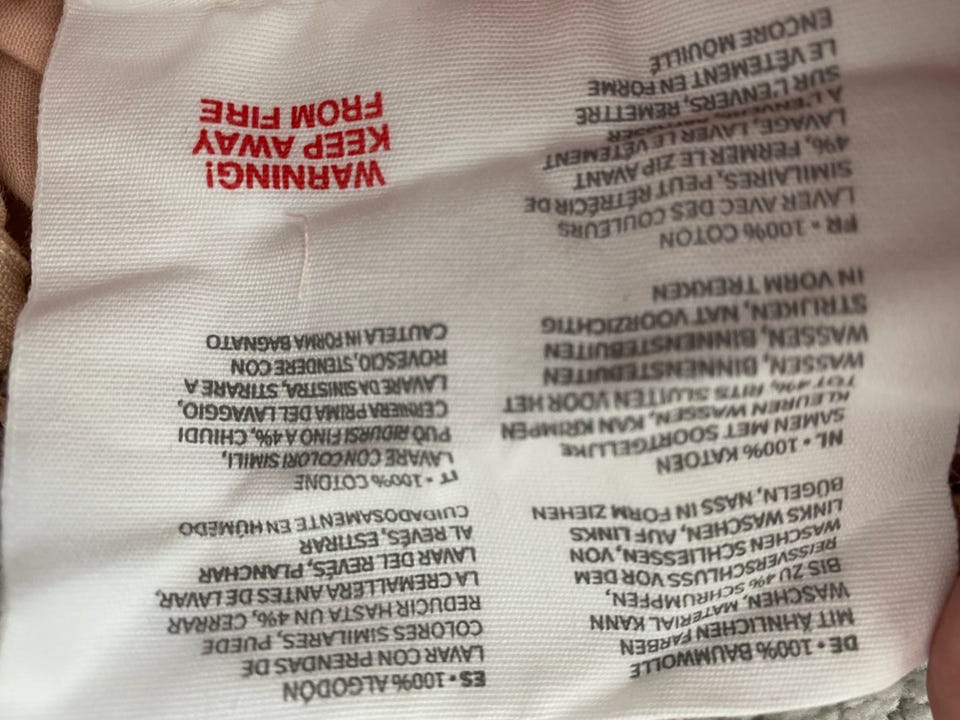 DE • 100% BAUMWOLLE
MIT ÄHNLICHEN FARBEN
WASCHEN, MATERIAL KANN
BIS ZU 4% SCHRUMPFEN,
REISSVERSCHLUSS VOR DEM
WASCHEN SCHLIESSEN, VON
LINKS WASCHEN, AUF LINKS
BÜGELN, NASS IN FORM ZIEHEN
NL • 100% KATOEN
SAMEN MET SOORTGELIJKE
KLEUREN WASSEN, KAN KRIMPEN
TOT 4%, RITS SLUITEN VOOR HET
WASSEN, BINNENSTEBUITEN
WASSEN, BINNENSTEBUITEN
STRIJKEN, NAT VOORZICHTIG
IN VORM TREKKEN
FR • 100% COTON
LAVER AVEC DES COULEURS
SIMILAIRES, PEUT RÉTRÉCIR DE
4%, FERMER LE ZIP AVANT
LAVAGE, LAVER LE VÊTEMENT
À L'ENVERS,
SUR L'ENVERS, REMETTRE
LE VÊTEMENT EN FORME
ENCORE MOUILLÉ
ES • 100% ALGODÓN
LAVAR CON PRENDAS DE
COLORES SIMILARES, PUEDE
REDUCIR HASTA UN 4%, CERRAR
LA CREMALLERA ANTES DE LAVAR,
LAVAR DEL REVÉS, PLANCHAR
AL REVÉS, ESTIRAR
CUIDADOSAMENTE EN HÚMEDO
IT • 100% COTONE
LAVARE CON COLORI SIMILI,
PUÒ RIDURSI FINO A 4%, CHIUDI
CERNIERA PRIMA DEL LAVAGGIO,
LAVARE DA SINISTRA, STIRARE A
ROVESCIO, STENDERE CON
CAUTELA IN FORMA BAGNATO
WARNING!
KEEP AWAY
FROM FIRE